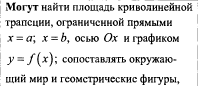 Могут найти площадь криволинейной
трапеции, ограниченной прямыми
x = a; x = b, осью Ox и графиком
y = f(x); сопоставлять окружаю-
щий мир и геометрические фигуры,